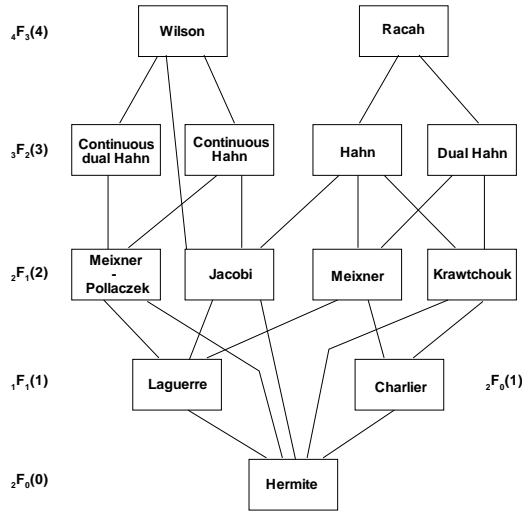 ₄F₃(4)
Wilson
Racah
₃F₂(3)
Continuous
dual Hahn
Continuous
Hahn
Hahn
Dual Hahn
₂F₁(2)
Meixner
-
Pollaczek
Jacobi
Meixner
Krawtchouk
₁F₁(1)
Laguerre
Charlier
₂F₀(1)
₂F₀(0)
Hermite